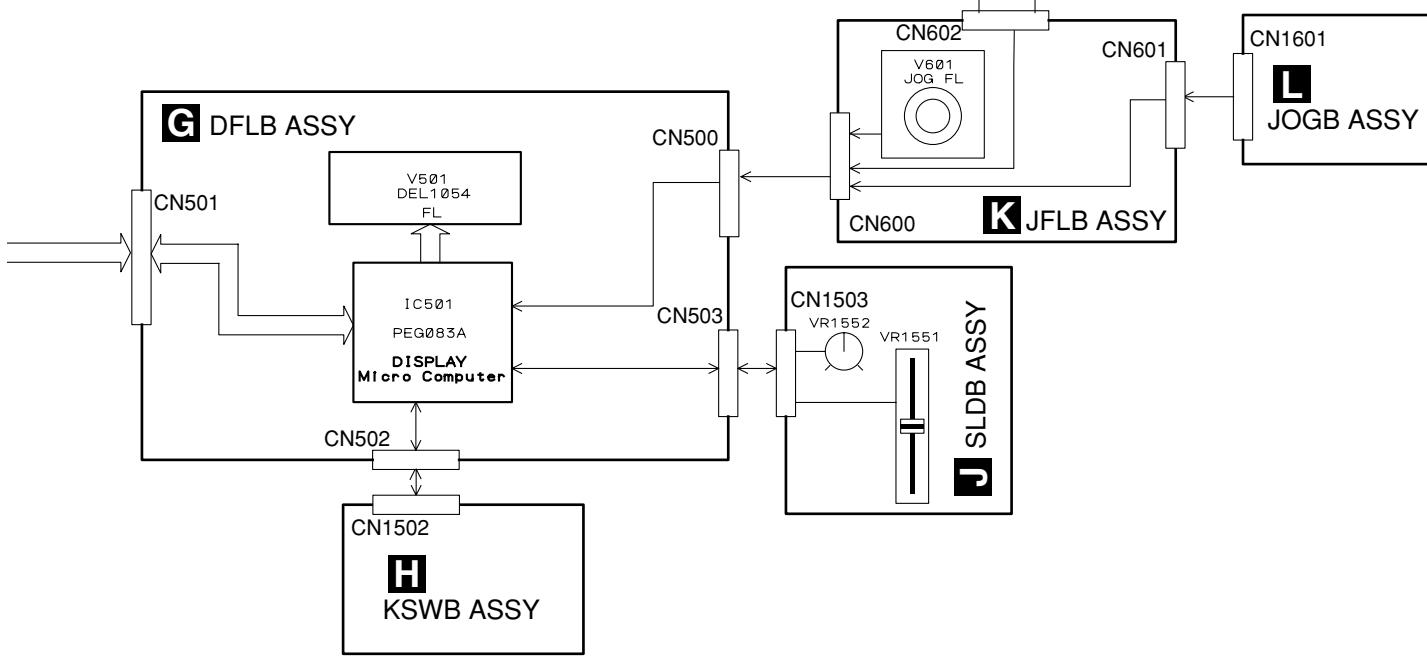 CN602
CN601
CN1601
V601
JOG FL
L
JOGB ASSY
K JFLB ASSY
CN600
G DFLB ASSY
CN500
CN501
V501
DEL1054
FL
IC501
PEG083A
DISPLAY
Micro Computer
CN503
CN502
CN1503
VR1552
VR1551
J SLDB ASSY
CN1502
H
KSWB ASSY